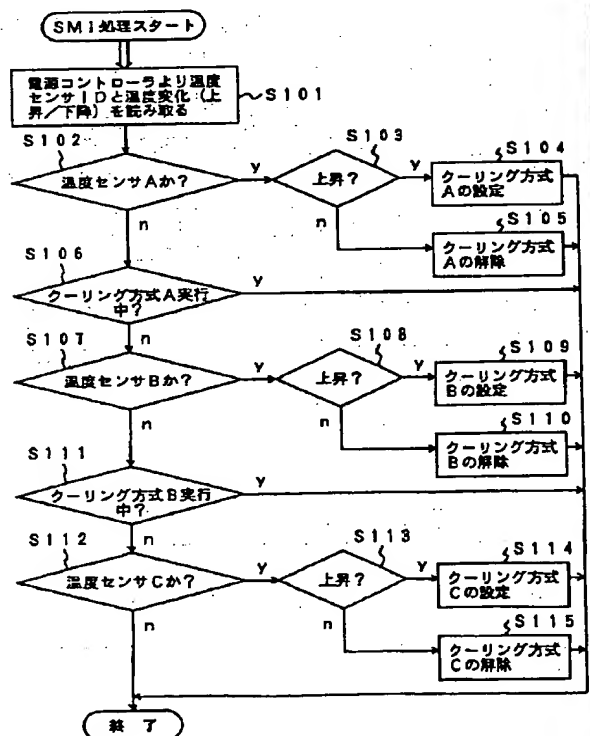 SMI処理スタート
電源コントローラより温度
センサIDと温度変化(上
昇/下降)を読み取る
S101
S102
温度センサAか?
y
n
S103
上昇?
y
n
S104
クーリング方式
Aの設定
S105
クーリング方式
Aの解除
S106
クーリング方式A実行
中?
y
n
S107
温度センサBか?
y
n
S108
上昇?
y
n
S109
クーリング方式
Bの設定
S110
クーリング方式
Bの解除
S111
クーリング方式B実行
中?
y
n
S112
温度センサCか?
y
n
S113
上昇?
y
n
S114
クーリング方式
Cの設定
S115
クーリング方式
Cの解除
終了